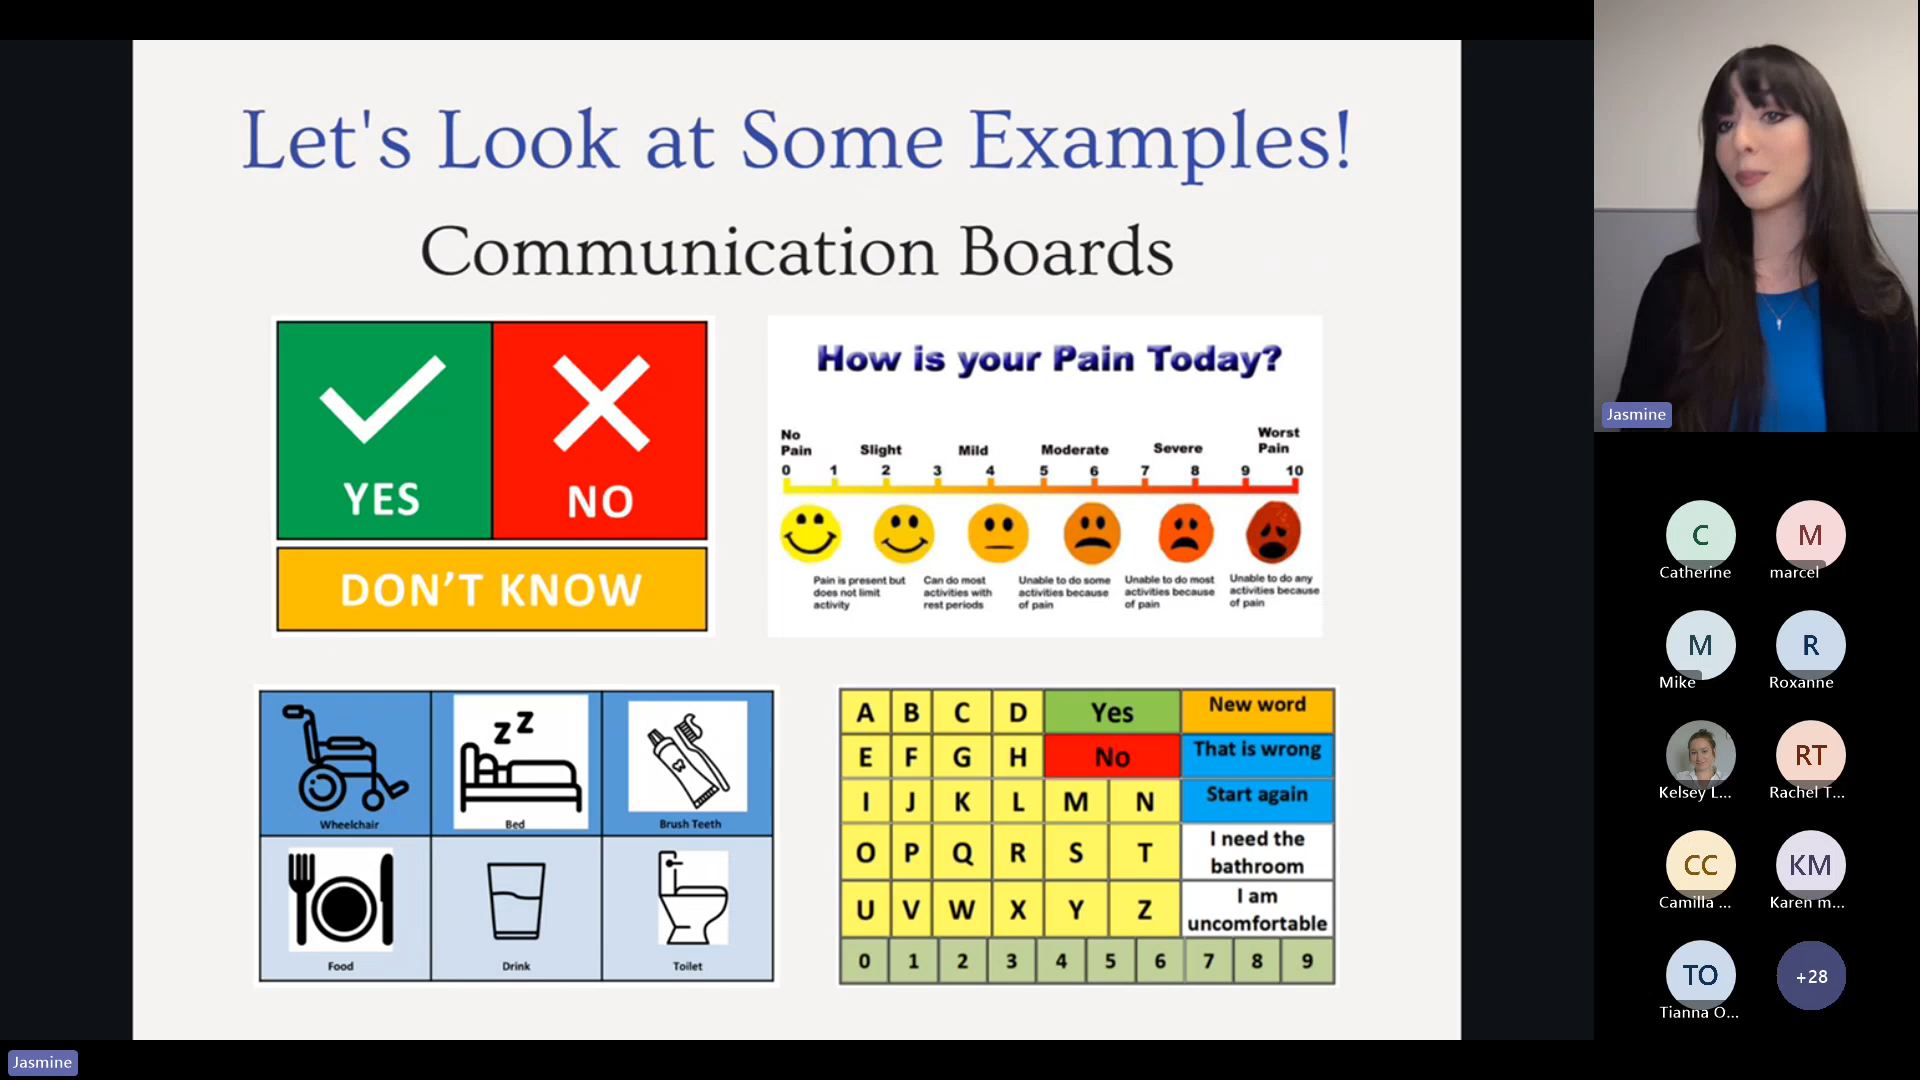 Let's Look at Some Examples!
Communication Boards
YES
NO
DON'T KNOW
How is your Pain Today?
No Pain
Slight
Mild
Moderate
Severe
Worst Pain
0 1 2 3 4 5 6 7 8 9 10
Pain is present but
does not limit
activity
Can do most
activities with
rest periods
Unable to do some
activities because
of pain
Unable to do most
activities because
of pain
Unable to do any
activities because
of pain
Wheelchair
z z
Bed
Brush Teeth
Food
Drink
Toilet
A B C D Yes New word
E F G H No That is wrong
I J K L M N Start again
O P Q R S T I need the
bathroom
U V W X Y Z I am
uncomfortable
0 1 2 3 4 5 6 7 8 9
Jasmine
C
Catherine
M
marcel
M
Mike
R
Roxanne
Kelsey L...
RT
Rachel T...
CC
Camilla ...
KM
Karen m...
TO
Tianna O...
+28
Jasmine